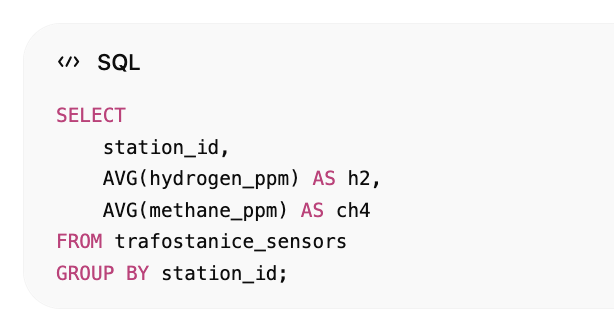 </> SQL
SELECT
    station_id,
    AVG(hydrogen_ppm) AS h2,
    AVG(methane_ppm) AS ch4
FROM trafostanice_sensors
GROUP BY station_id;